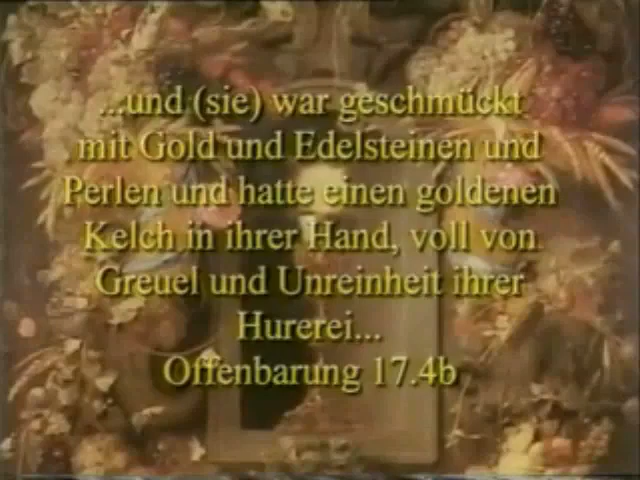 ...und (sie) war geschmückt
mit Gold und Edelsteinen und
Perlen und hatte einen goldenen
Kelch in ihrer Hand, voll von
Greuel und Unreinheit ihrer
Hurerei...
Offenbarung 17.4b